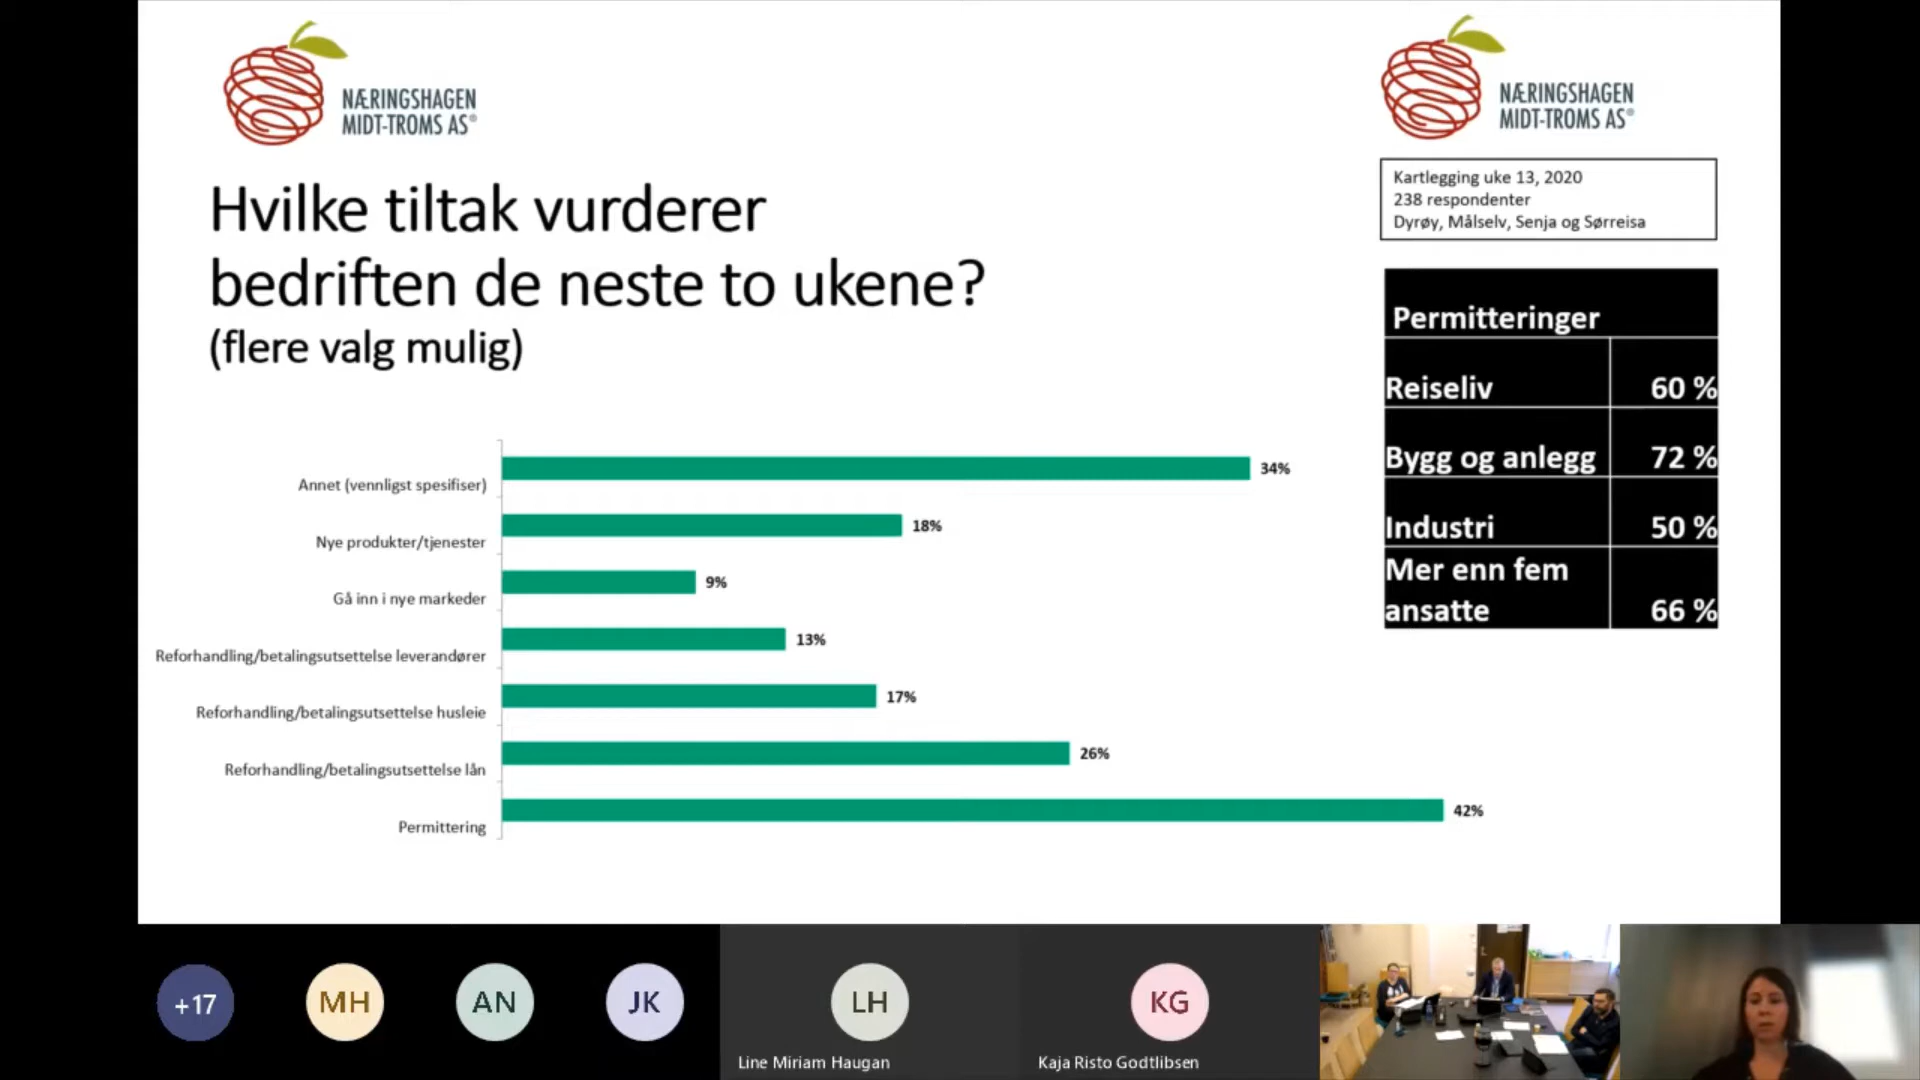 NÆRINGSHAGEN
MIDT-TROMS AS®
NÆRINGSHAGEN
MIDT-TROMS AS®
Hvilke tiltak vurderer
bedriften de neste to ukene?
(flere valg mulig)
Kartlegging uke 13, 2020
238 respondenter
Dyrøy, Målselv, Senja og Sørreisa
Permitteringer
Reiseliv 60 %
Bygg og anlegg 72 %
Industri 50 %
Mer enn fem
ansatte 66 %
Annet (vennligst spesifiser) 34%
Nye produkter/tjenester 18%
Gå inn i nye markeder 9%
Reforhandling/betalingsutsettelse leverandører 13%
Reforhandling/betalingsutsettelse husleie 17%
Reforhandling/betalingsutsettelse lån 26%
Permittering 42%
+17
MH
AN
JK
LH
KG
Line Miriam Haugan
Kaja Risto Godtlibsen